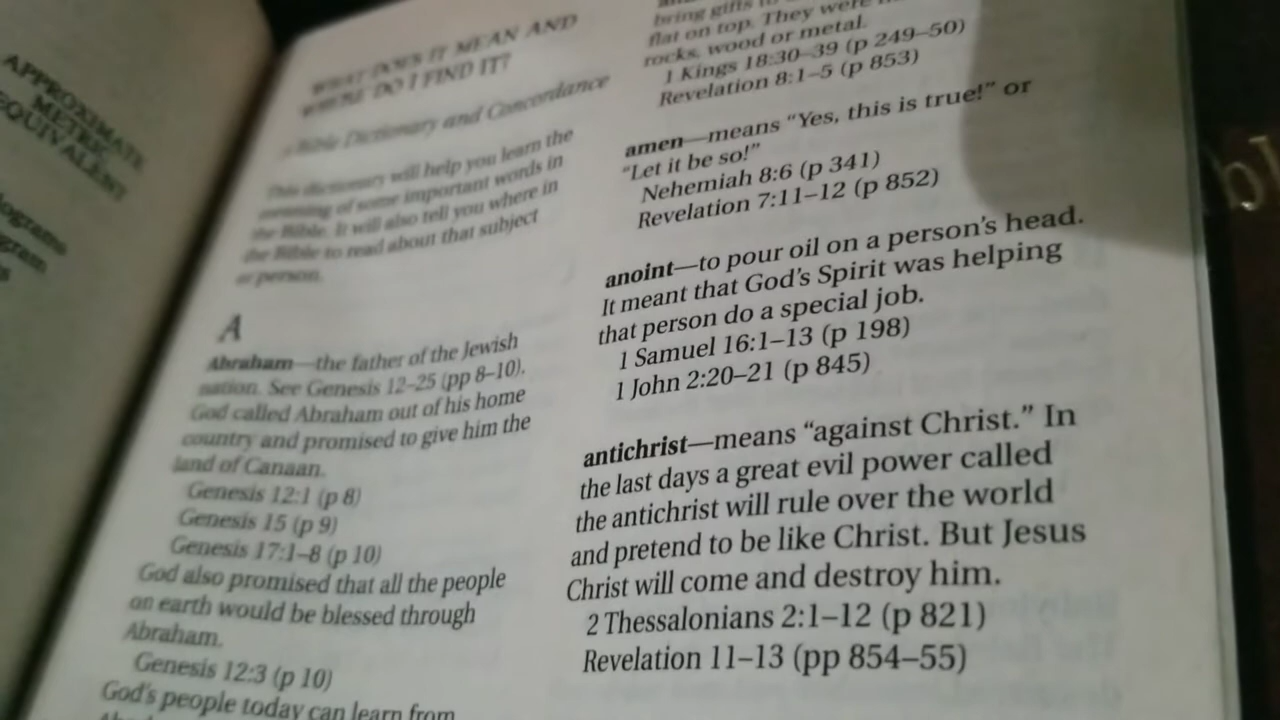 APPROXIMATE
METRIC
EQUIVALENT
WHAT DOES IT MEAN AND
WHERE DO I FIND IT?
Bible Dictionary and Concordance
This dictionary will help you learn the
meaning of some important words in
the Bible. It will also tell you where in
the Bible to read about that subject
or person.
A
Abraham—the father of the Jewish
nation. See Genesis 12–25 (pp 8–10).
God called Abraham out of his home
country and promised to give him the
land of Canaan.
Genesis 12:1 (p 8)
Genesis 15 (p 9)
Genesis 17:1–8 (p 10)
God also promised that all the people
on earth would be blessed through
Abraham.
Genesis 12:3 (p 10)
God's people today can learn from
bring gifts to
flat on top. They were
rocks, wood or metal.
1 Kings 18:30–39 (p 249–50)
Revelation 8:1–5 (p 853)
amen—means “Yes, this is true!” or
“Let it be so!”
Nehemiah 8:6 (p 341)
Revelation 7:11–12 (p 852)
anoint—to pour oil on a person's head.
It meant that God's Spirit was helping
that person do a special job.
1 Samuel 16:1–13 (p 198)
1 John 2:20–21 (p 845)
antichrist—means “against Christ.” In
the last days a great evil power called
the antichrist will rule over the world
and pretend to be like Christ. But Jesus
Christ will come and destroy him.
2 Thessalonians 2:1–12 (p 821)
Revelation 11–13 (pp 854–55)